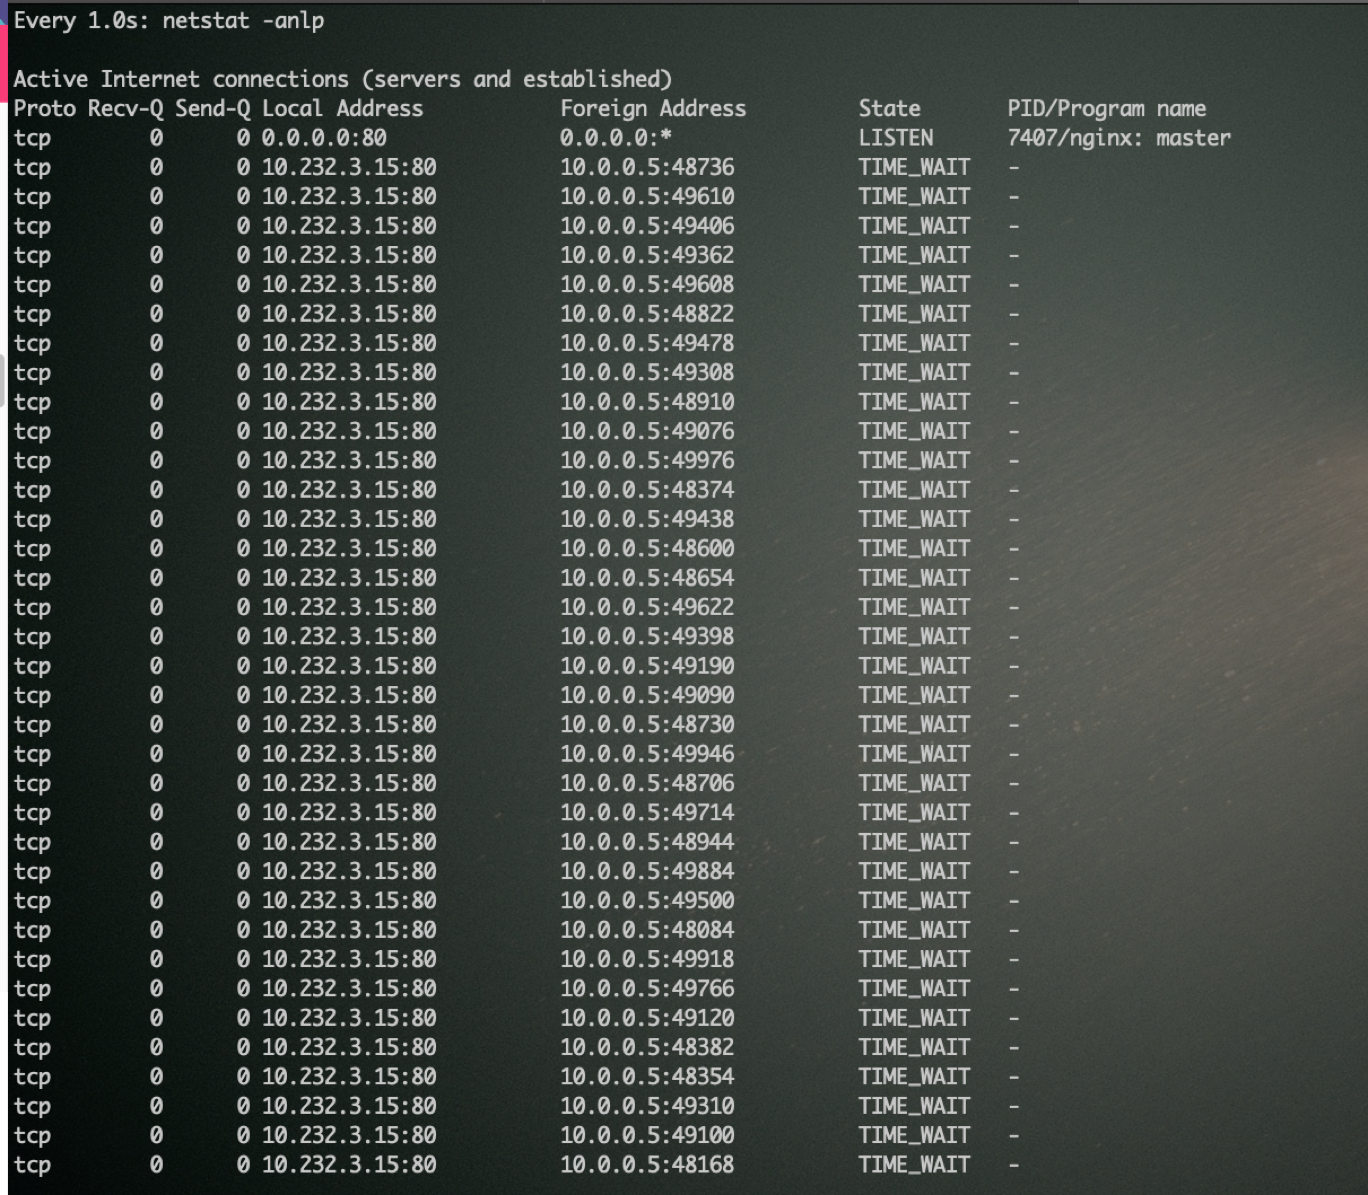 Every 1.0s: netstat -anlp
Active Internet connections (servers and established)
Proto Recv-Q Send-Q Local Address           Foreign Address         State       PID/Program name
tcp        0      0 0.0.0.0:80              0.0.0.0:*               LISTEN      7407/nginx: master
tcp        0      0 10.232.3.15:80          10.0.0.5:48736          TIME_WAIT   -
tcp        0      0 10.232.3.15:80          10.0.0.5:49610          TIME_WAIT   -
tcp        0      0 10.232.3.15:80          10.0.0.5:49406          TIME_WAIT   -
tcp        0      0 10.232.3.15:80          10.0.0.5:49362          TIME_WAIT   -
tcp        0      0 10.232.3.15:80          10.0.0.5:49608          TIME_WAIT   -
tcp        0      0 10.232.3.15:80          10.0.0.5:48822          TIME_WAIT   -
tcp        0      0 10.232.3.15:80          10.0.0.5:49478          TIME_WAIT   -
tcp        0      0 10.232.3.15:80          10.0.0.5:49308          TIME_WAIT   -
tcp        0      0 10.232.3.15:80          10.0.0.5:48910          TIME_WAIT   -
tcp        0      0 10.232.3.15:80          10.0.0.5:49076          TIME_WAIT   -
tcp        0      0 10.232.3.15:80          10.0.0.5:49976          TIME_WAIT   -
tcp        0      0 10.232.3.15:80          10.0.0.5:48374          TIME_WAIT   -
tcp        0      0 10.232.3.15:80          10.0.0.5:49438          TIME_WAIT   -
tcp        0      0 10.232.3.15:80          10.0.0.5:48600          TIME_WAIT   -
tcp        0      0 10.232.3.15:80          10.0.0.5:48654          TIME_WAIT   -
tcp        0      0 10.232.3.15:80          10.0.0.5:49622          TIME_WAIT   -
tcp        0      0 10.232.3.15:80          10.0.0.5:49398          TIME_WAIT   -
tcp        0      0 10.232.3.15:80          10.0.0.5:49190          TIME_WAIT   -
tcp        0      0 10.232.3.15:80          10.0.0.5:49090          TIME_WAIT   -
tcp        0      0 10.232.3.15:80          10.0.0.5:48730          TIME_WAIT   -
tcp        0      0 10.232.3.15:80          10.0.0.5:49946          TIME_WAIT   -
tcp        0      0 10.232.3.15:80          10.0.0.5:48706          TIME_WAIT   -
tcp        0      0 10.232.3.15:80          10.0.0.5:49714          TIME_WAIT   -
tcp        0      0 10.232.3.15:80          10.0.0.5:48944          TIME_WAIT   -
tcp        0      0 10.232.3.15:80          10.0.0.5:49884          TIME_WAIT   -
tcp        0      0 10.232.3.15:80          10.0.0.5:49500          TIME_WAIT   -
tcp        0      0 10.232.3.15:80          10.0.0.5:48084          TIME_WAIT   -
tcp        0      0 10.232.3.15:80          10.0.0.5:49918          TIME_WAIT   -
tcp        0      0 10.232.3.15:80          10.0.0.5:49766          TIME_WAIT   -
tcp        0      0 10.232.3.15:80          10.0.0.5:49120          TIME_WAIT   -
tcp        0      0 10.232.3.15:80          10.0.0.5:48382          TIME_WAIT   -
tcp        0      0 10.232.3.15:80          10.0.0.5:48354          TIME_WAIT   -
tcp        0      0 10.232.3.15:80          10.0.0.5:49310          TIME_WAIT   -
tcp        0      0 10.232.3.15:80          10.0.0.5:49100          TIME_WAIT   -
tcp        0      0 10.232.3.15:80          10.0.0.5:48168          TIME_WAIT   -